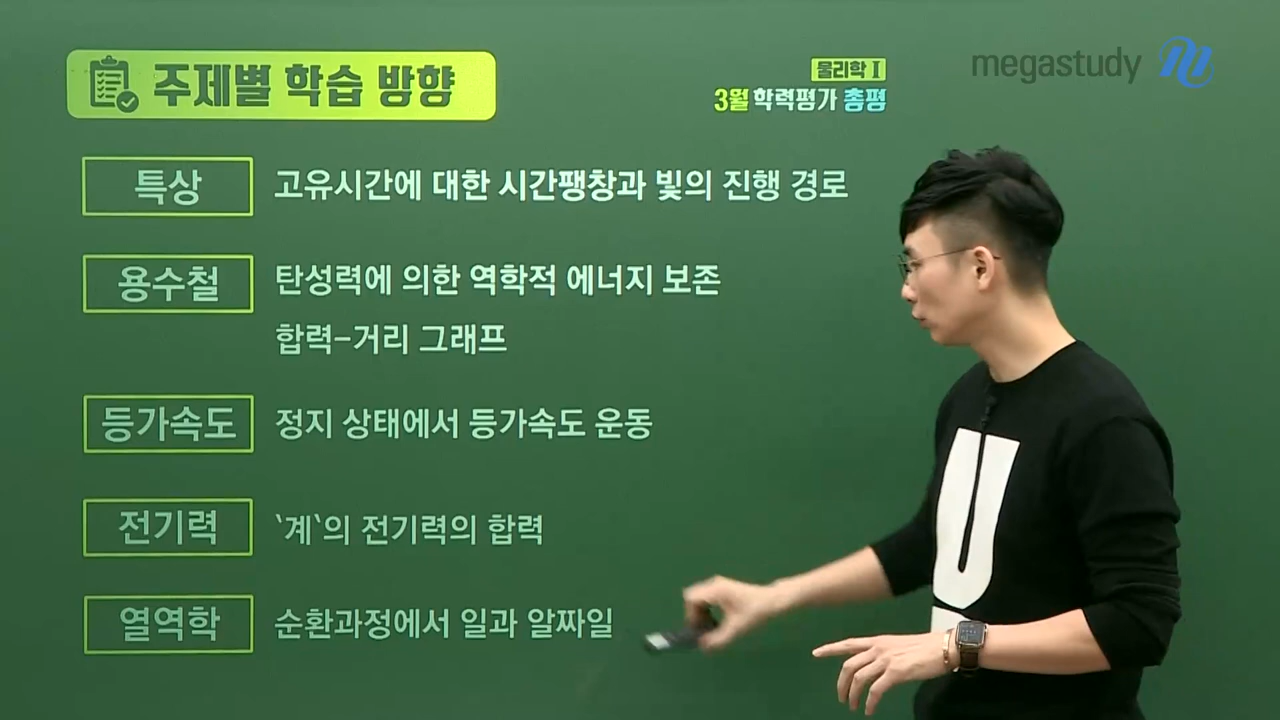 주제별 학습 방향
물리학 I
3월 학력평가 총평
megastudy
특상
고유시간에 대한 시간팽창과 빛의 진행 경로
용수철
탄성력에 의한 역학적 에너지 보존
합력-거리 그래프
등가속도
정지 상태에서 등가속도 운동
전기력
'계'의 전기력의 합력
열역학
순환과정에서 일과 알짜일
U